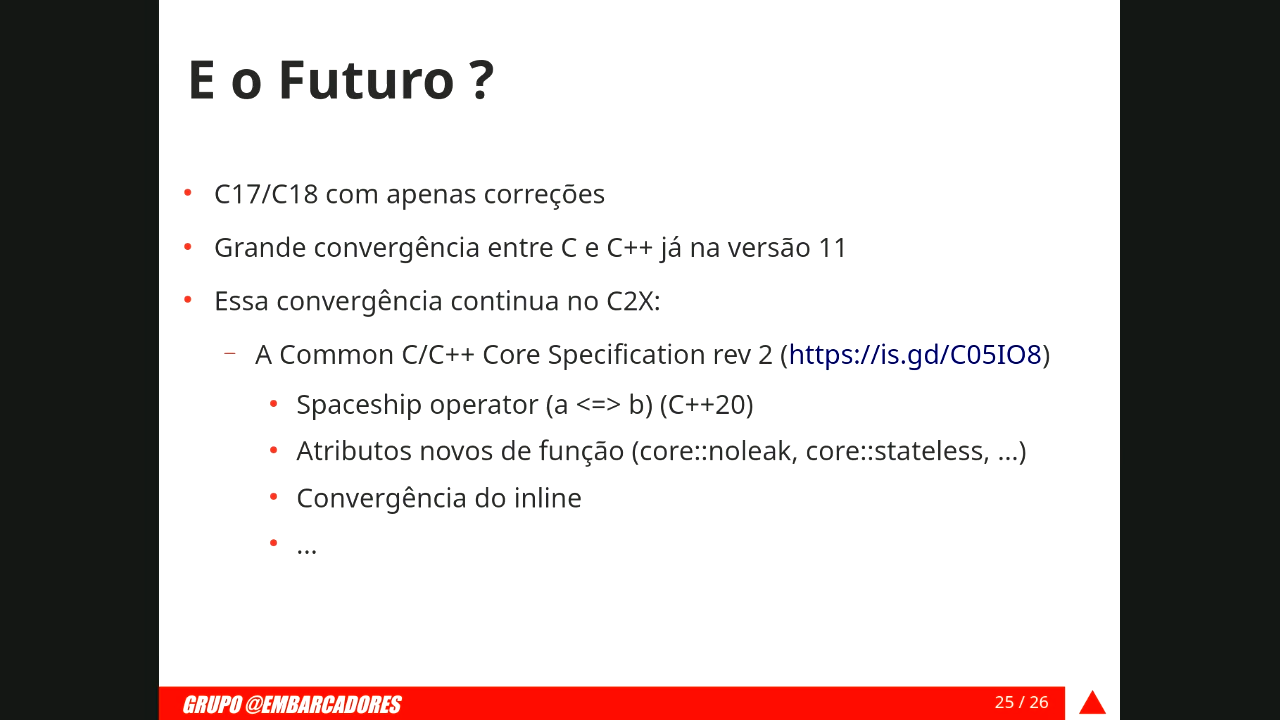 E o Futuro ?
C17/C18 com apenas correções
Grande convergência entre C e C++ já na versão 11
Essa convergência continua no C2X:
A Common C/C++ Core Specification rev 2 (https://is.gd/C05IO8)
Spaceship operator (a <=> b) (C++20)
Atributos novos de função (core::noleak, core::stateless, ...)
Convergência do inline
...
GRUPO @EMBARCADORES
25 / 26